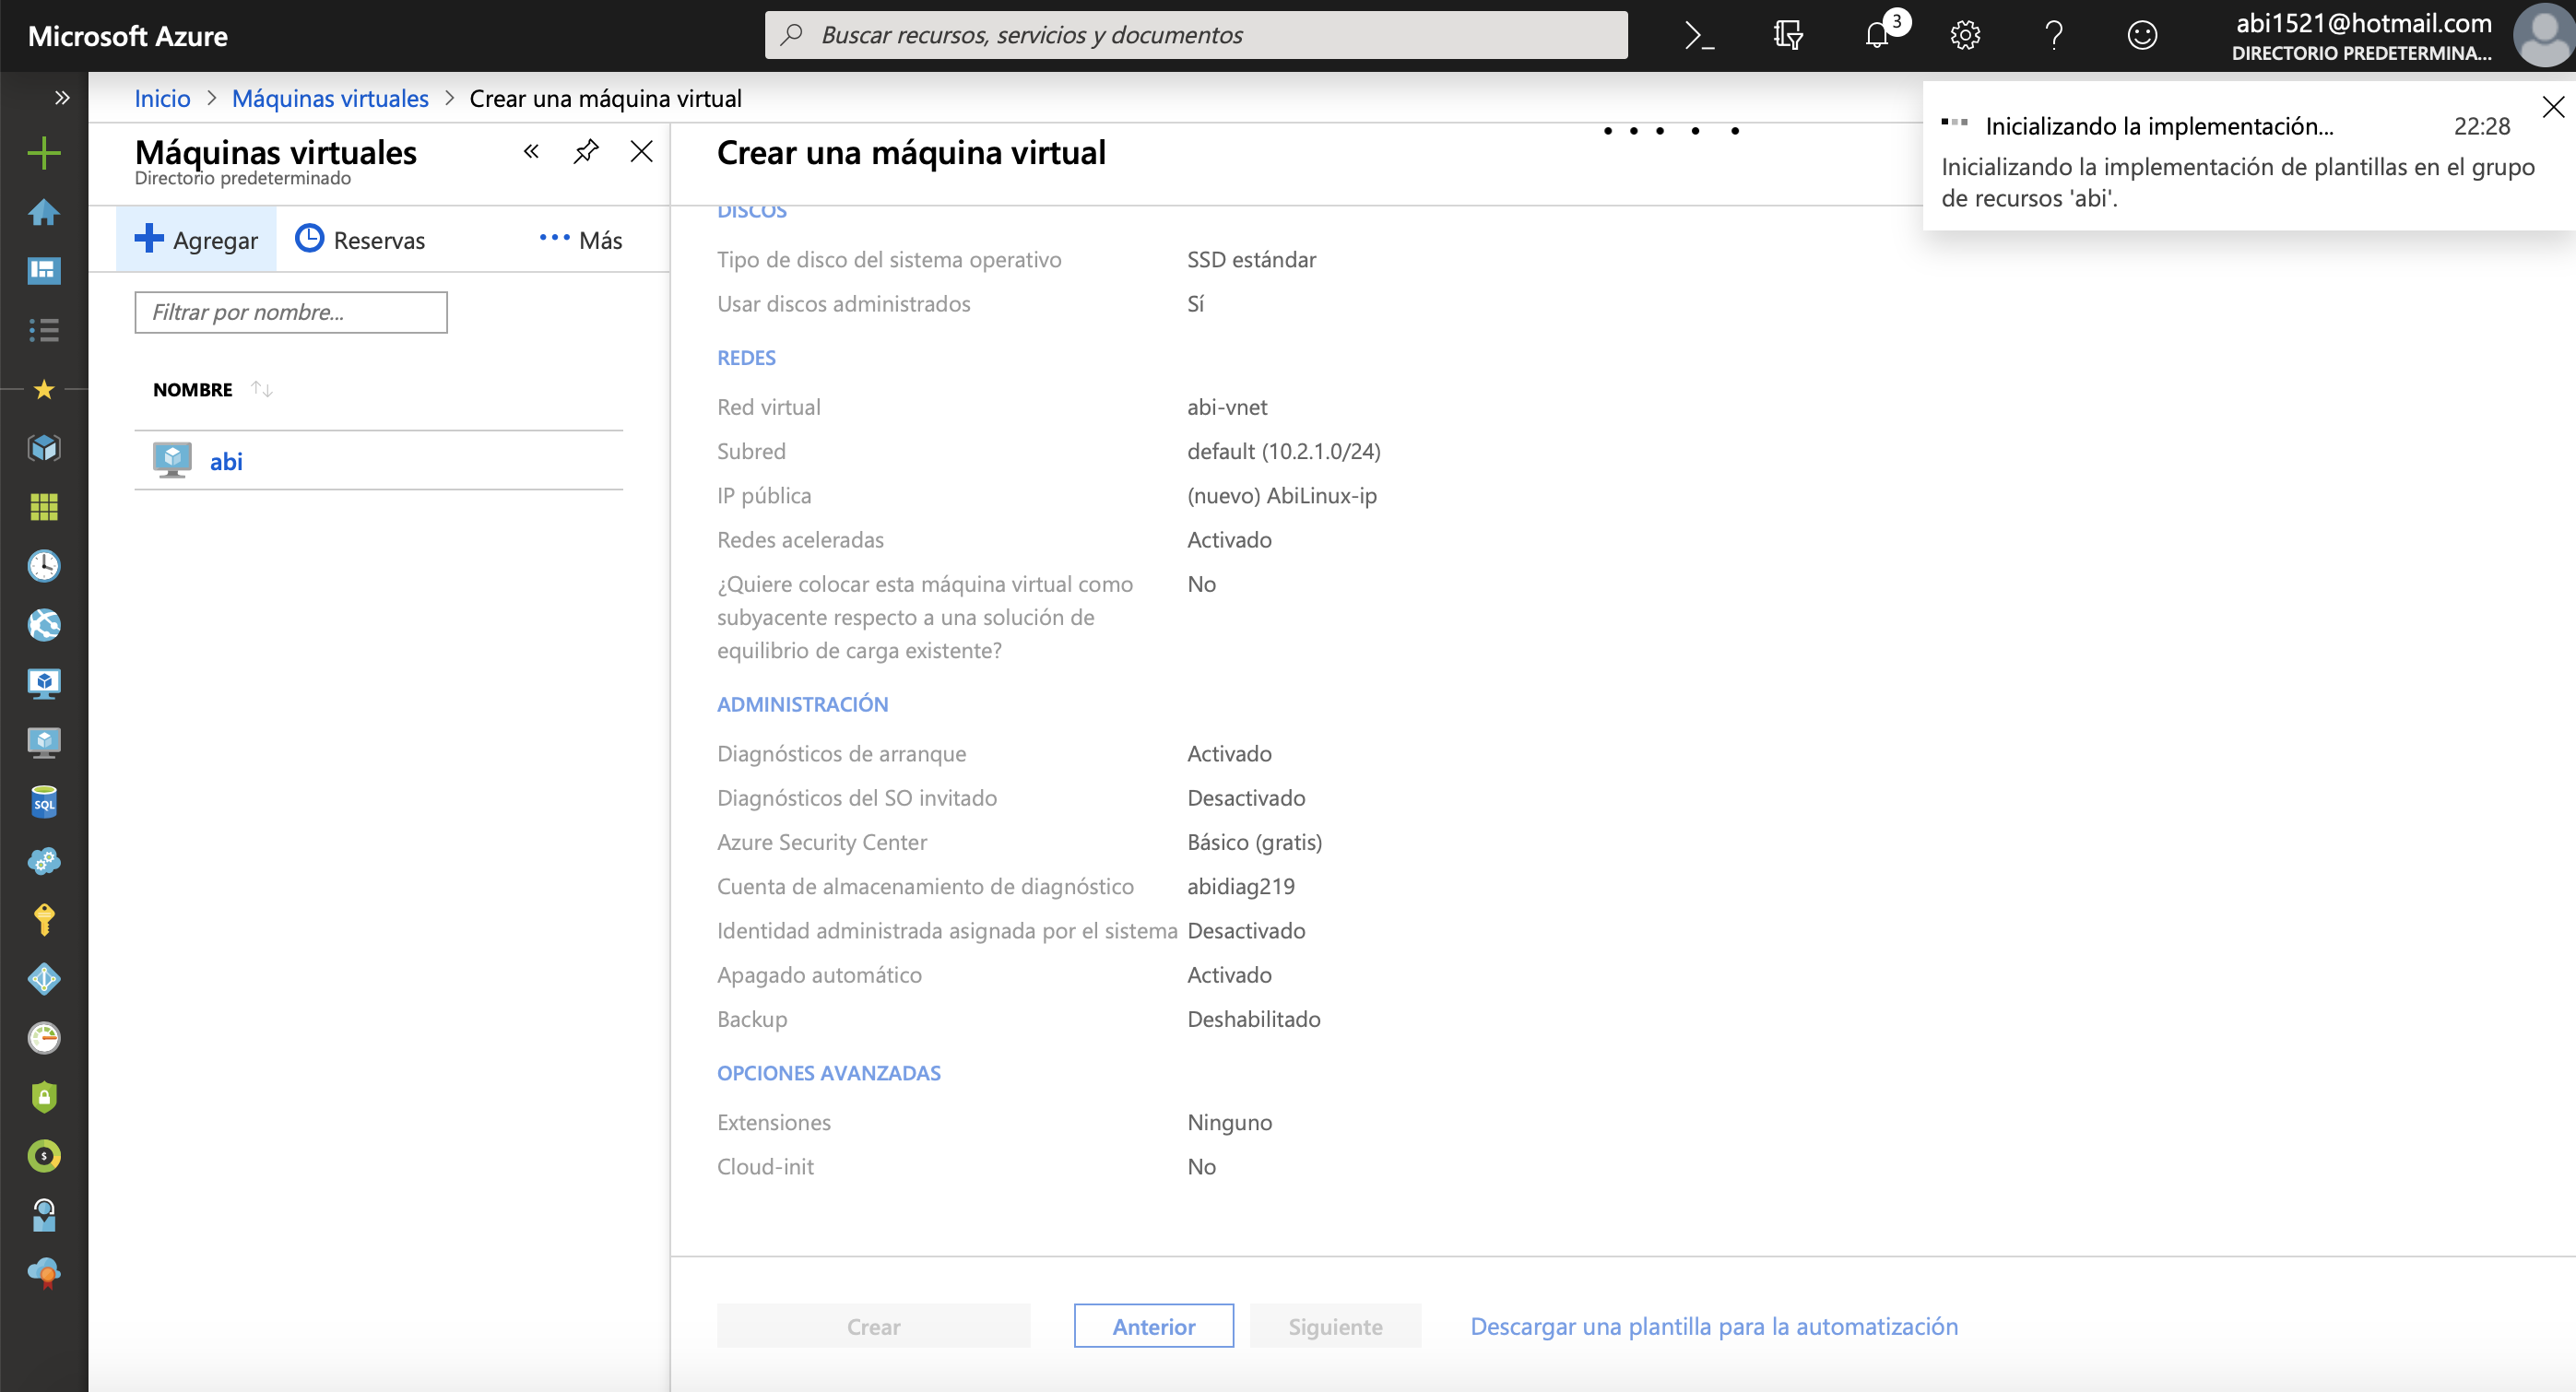 Microsoft Azure
Buscar recursos, servicios y documentos
3
abi1521@hotmail.com
DIRECTORIO PREDETERMINA...
Inicio > Máquinas virtuales > Crear una máquina virtual
Inicializando la implementación... 22:28
Inicializando la implementación de plantillas en el grupo
de recursos 'abi'.
Máquinas virtuales
Directorio predeterminado
Agregar Reservas ••• Más
Filtrar por nombre...
NOMBRE
abi
SQL
Crear una máquina virtual
DISCOS
Tipo de disco del sistema operativo SSD estándar
Usar discos administrados Sí
REDES
Red virtual abi-vnet
Subred default (10.2.1.0/24)
IP pública (nuevo) AbiLinux-ip
Redes aceleradas Activado
¿Quiere colocar esta máquina virtual como No
subyacente respecto a una solución de
equilibrio de carga existente?
ADMINISTRACIÓN
Diagnósticos de arranque Activado
Diagnósticos del SO invitado Desactivado
Azure Security Center Básico (gratis)
Cuenta de almacenamiento de diagnóstico abidiag219
Identidad administrada asignada por el sistema Desactivado
Apagado automático Activado
Backup Deshabilitado
OPCIONES AVANZADAS
Extensiones Ninguno
Cloud-init No
Crear Anterior Siguiente Descargar una plantilla para la automatización